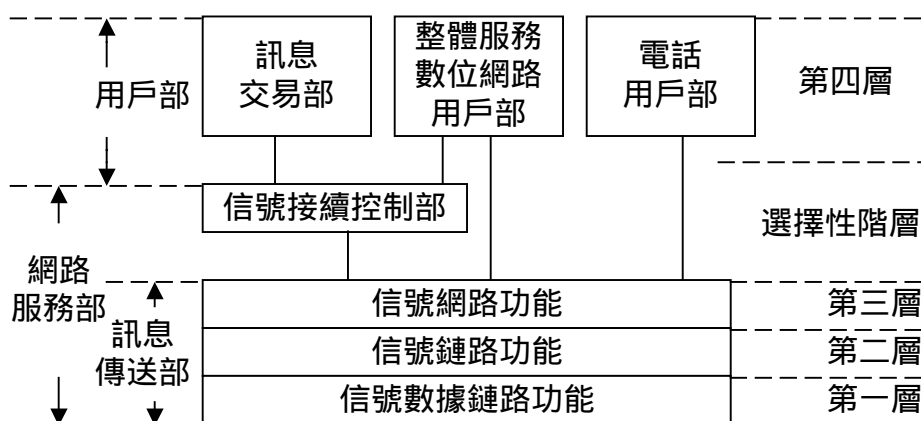 用戶部
訊息
交易部
整體服務
數位網路
用戶部
電話
用戶部
第四層
信號接續控制部
選擇性階層
網路
服務部
訊息
傳送部
信號網路功能
第三層
信號鏈路功能
第二層
信號數據鏈路功能
第一層